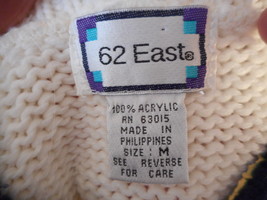 62 East®
100% ACRYLIC
RN 63015
MADE IN
PHILIPPINES
SIZE: M
SEE REVERSE
FOR CARE